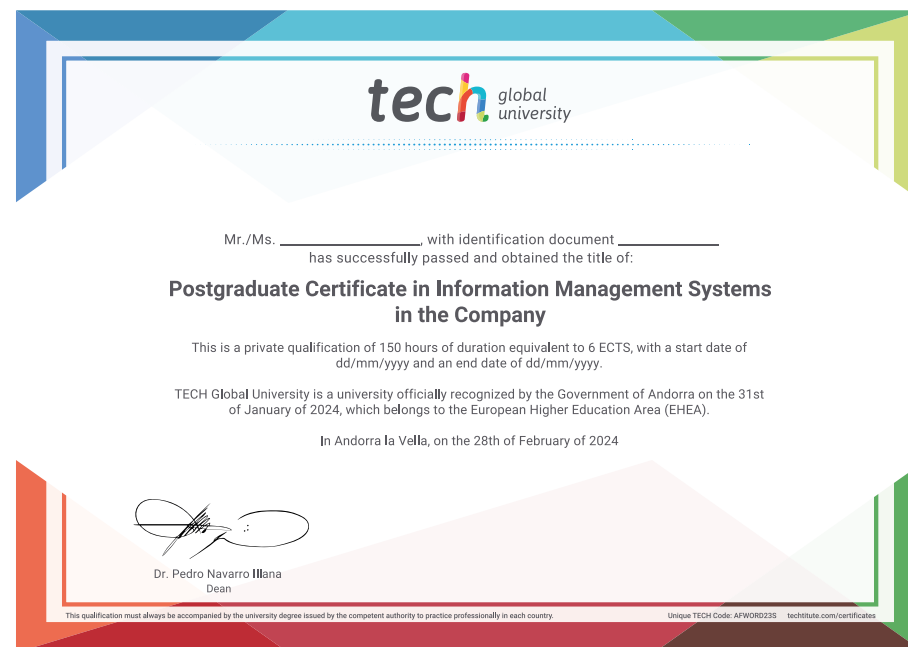 tech global university
Mr./Ms. ____________, with identification document ____________
has successfully passed and obtained the title of:
Postgraduate Certificate in Information Management Systems
in the Company
This is a private qualification of 150 hours of duration equivalent to 6 ECTS, with a start date of
dd/mm/yyyy and an end date of dd/mm/yyyy.
TECH Global University is a university officially recognized by the Government of Andorra on the 31st
of January of 2024, which belongs to the European Higher Education Area (EHEA).
In Andorra la Vella, on the 28th of February of 2024
Dr. Pedro Navarro Illana
Dean
This qualification must always be accompanied by the university degree issued by the competent authority to practice professionally in each country.
Unique TECH Code: AFWORD23S techtitute.com/certificates